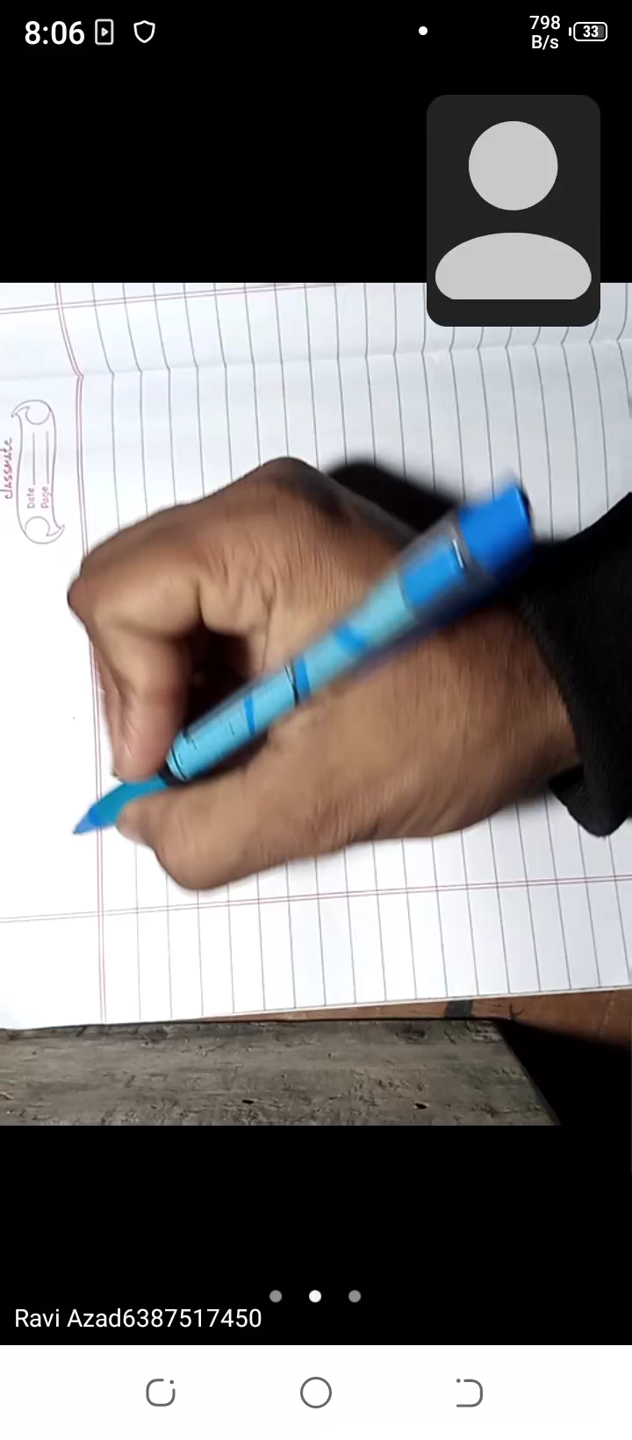 8:06
798
B/s
33
classmate
Date
Page
Ravi Azad6387517450